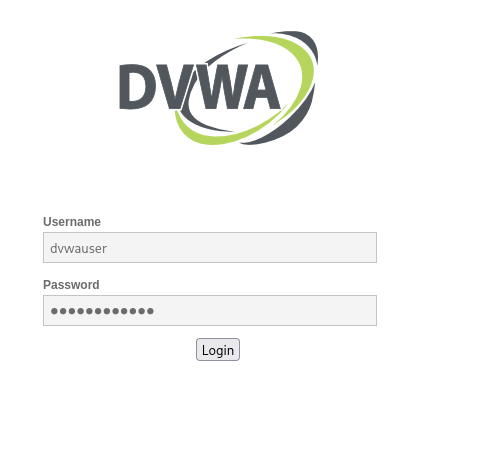 DVWA
Username
dvwauser
Password
●●●●●●●●●●●●
Login